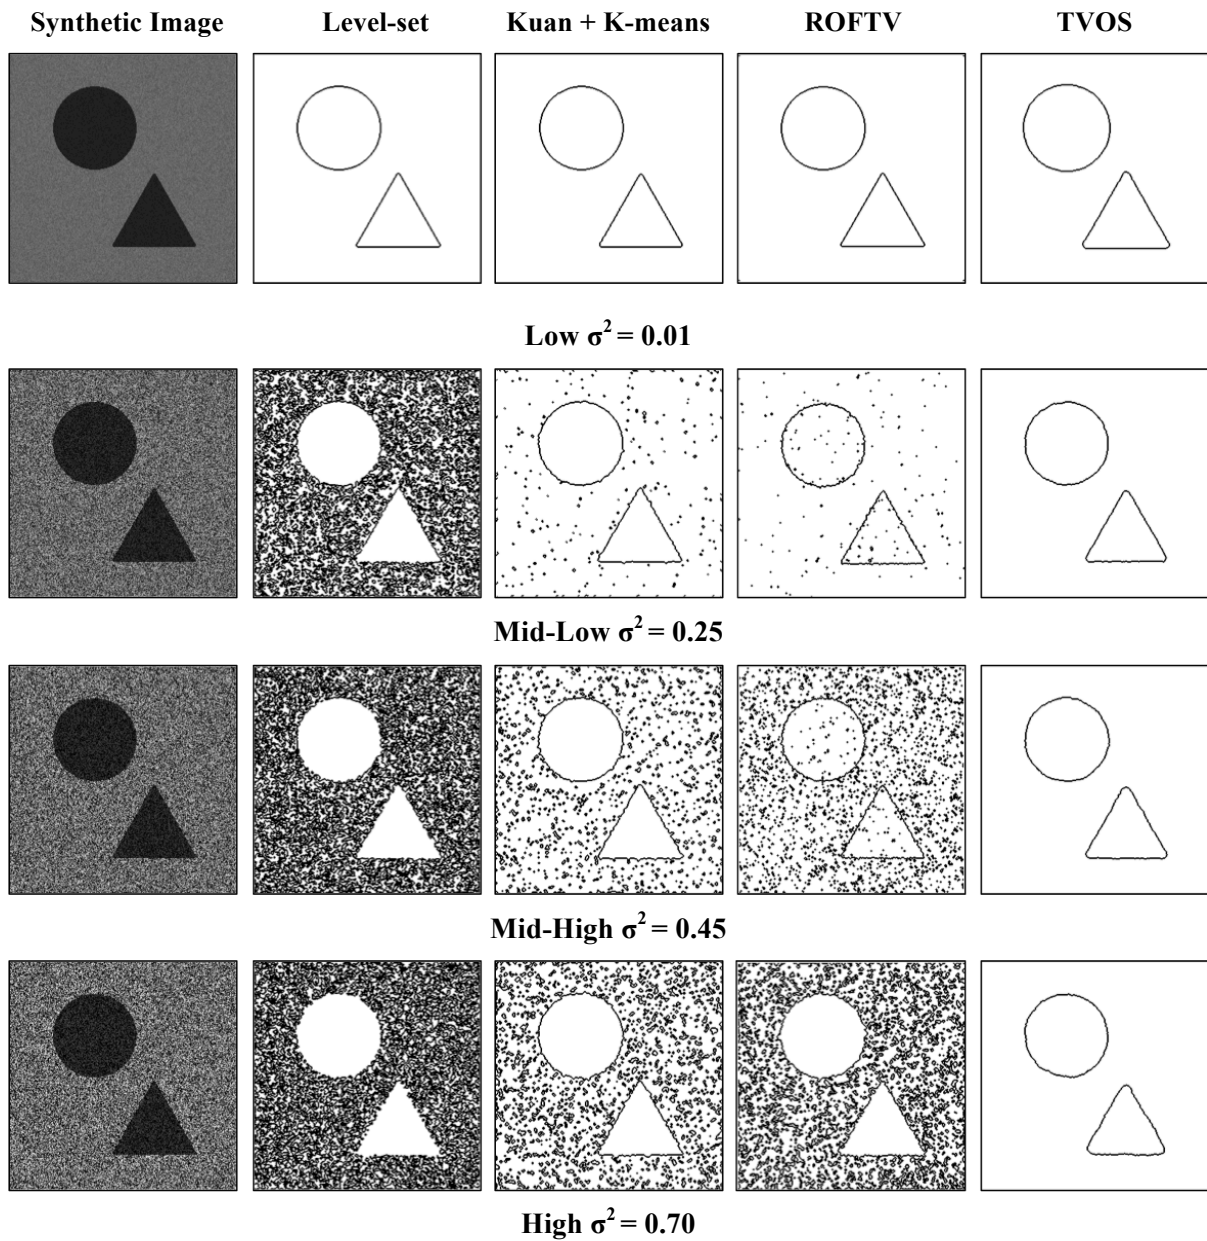 Synthetic Image Level-set Kuan + K-means ROFTV TVOS
Low σ² = 0.01
Mid-Low σ² = 0.25
Mid-High σ² = 0.45
High σ² = 0.70